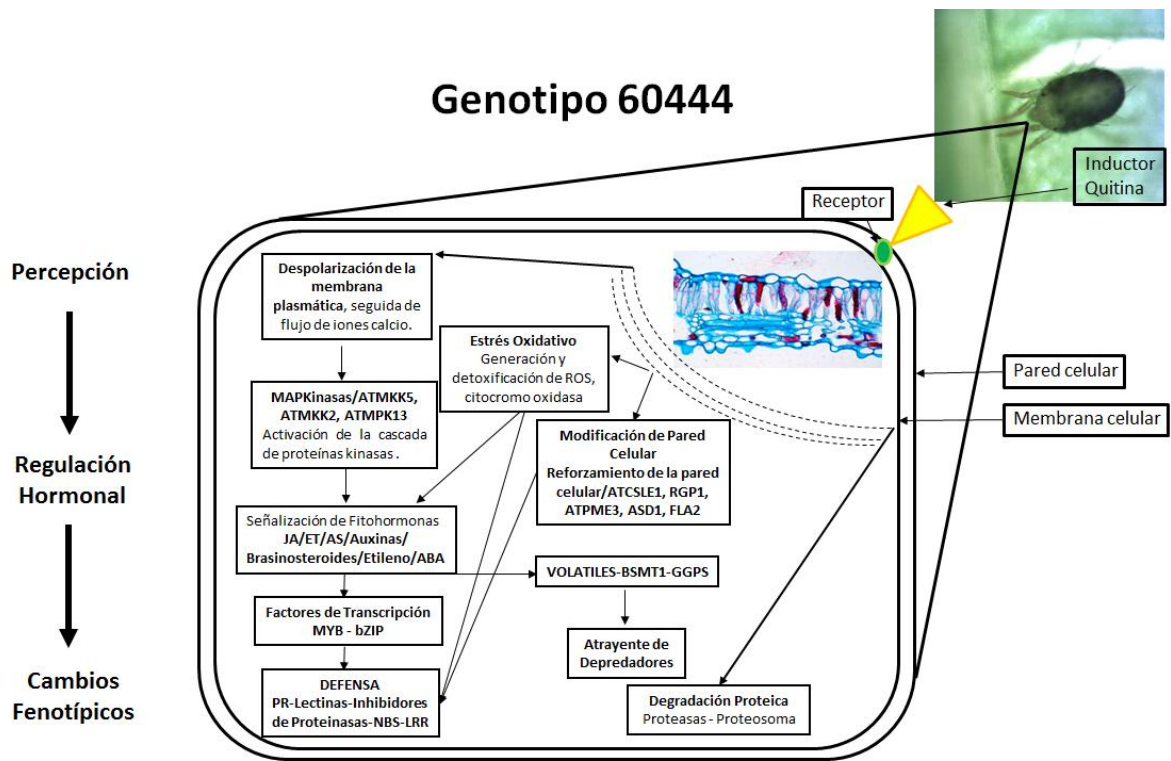 Genotipo 60444
Inductor
Quitina
Receptor
Percepción
Despolarización de la
membrana
plasmática, seguida de
flujo de iones calcio.
Estrés Oxidativo
Generación y
detoxificación de ROS,
citocromo oxidasa
Pared celular
MAPKinasas/ATMKK5,
ATMKK2, ATMPK13
Activación de la cascada
de proteínas kinasas .
Membrana celular
Modificación de Pared
Celular
Reforzamiento de la pared
celular/ATCSLE1, RGP1,
ATPME3, ASD1, FLA2
Regulación
Hormonal
Señalización de Fitohormonas
JA/ET/AS/Auxinas/
Brasinosteroides/Etileno/ABA
VOLATILES-BSMT1-GGPS
Factores de Transcripción
MYB - bZIP
Atrayente de
Depredadores
Cambios
Fenotípicos
DEFENSA
PR-Lectinas-Inhibidores
de Proteinasas-NBS-LRR
Degradación Proteica
Proteasas - Proteosoma